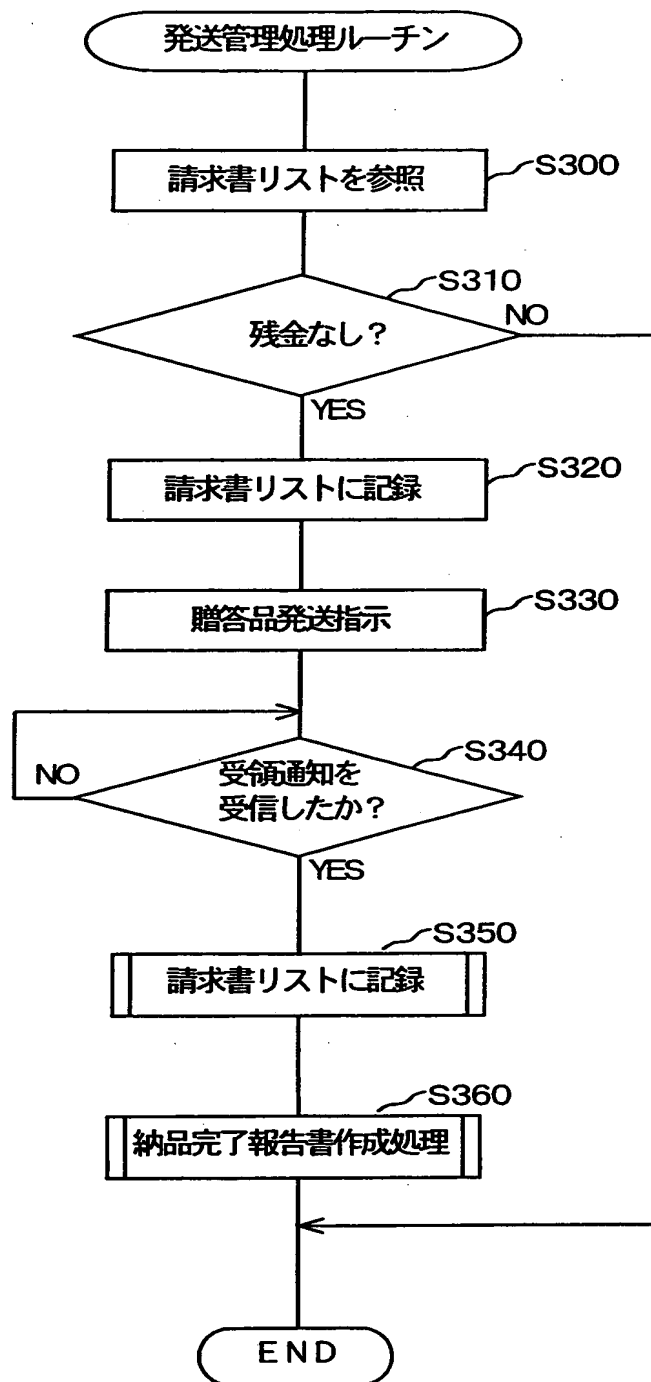 発送管理処理ルーチン
請求書リストを参照
S300
S310
残金なし？
NO
YES
請求書リストに記録
S320
贈答品発送指示
S330
S340
受領通知を
受信したか？
NO
YES
S350
請求書リストに記録
S360
納品完了報告書作成処理
END